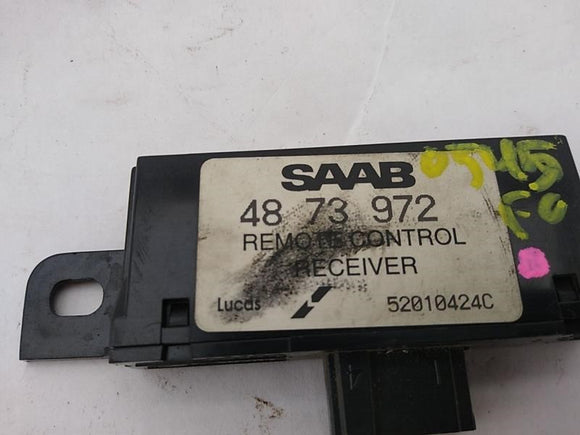 SAAB
48 73 972
REMOTE CONTROL
RECEIVER
Lucas 52010424C